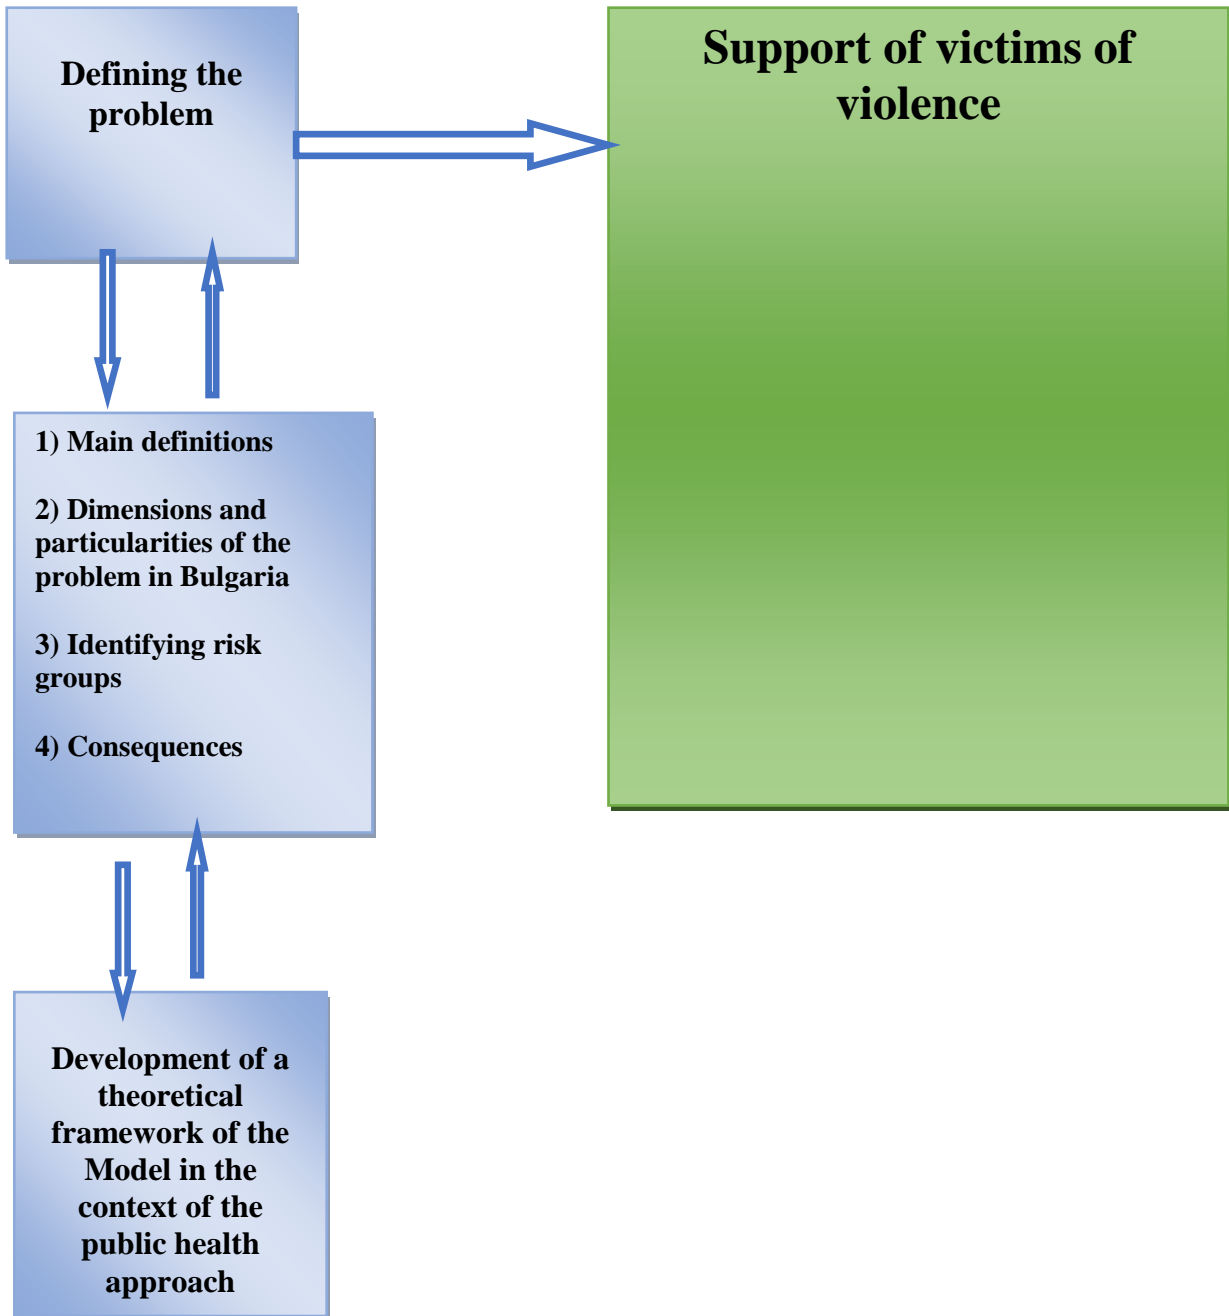 Defining the
problem
Support of victims of
violence
1) Main definitions
2) Dimensions and
particularities of the
problem in Bulgaria
3) Identifying risk
groups
4) Consequences
Development of a
theoretical
framework of the
Model in the
context of the
public health
approach